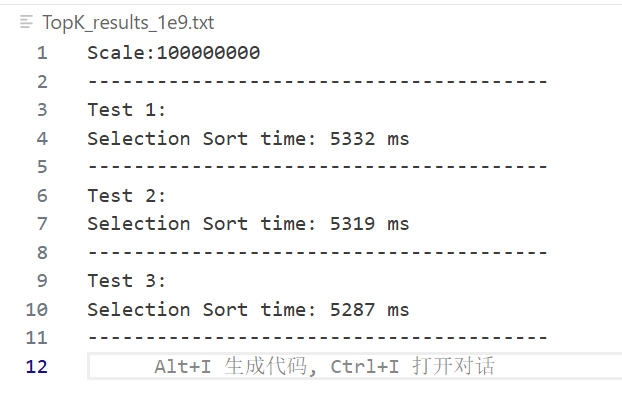 TopK_results_1e9.txt
1 Scale:100000000
2 ----------------------------------------
3 Test 1:
4 Selection Sort time: 5332 ms
5 ----------------------------------------
6 Test 2:
7 Selection Sort time: 5319 ms
8 ----------------------------------------
9 Test 3:
10 Selection Sort time: 5287 ms
11 ----------------------------------------
12 Alt+I 生成代码, Ctrl+I 打开对话